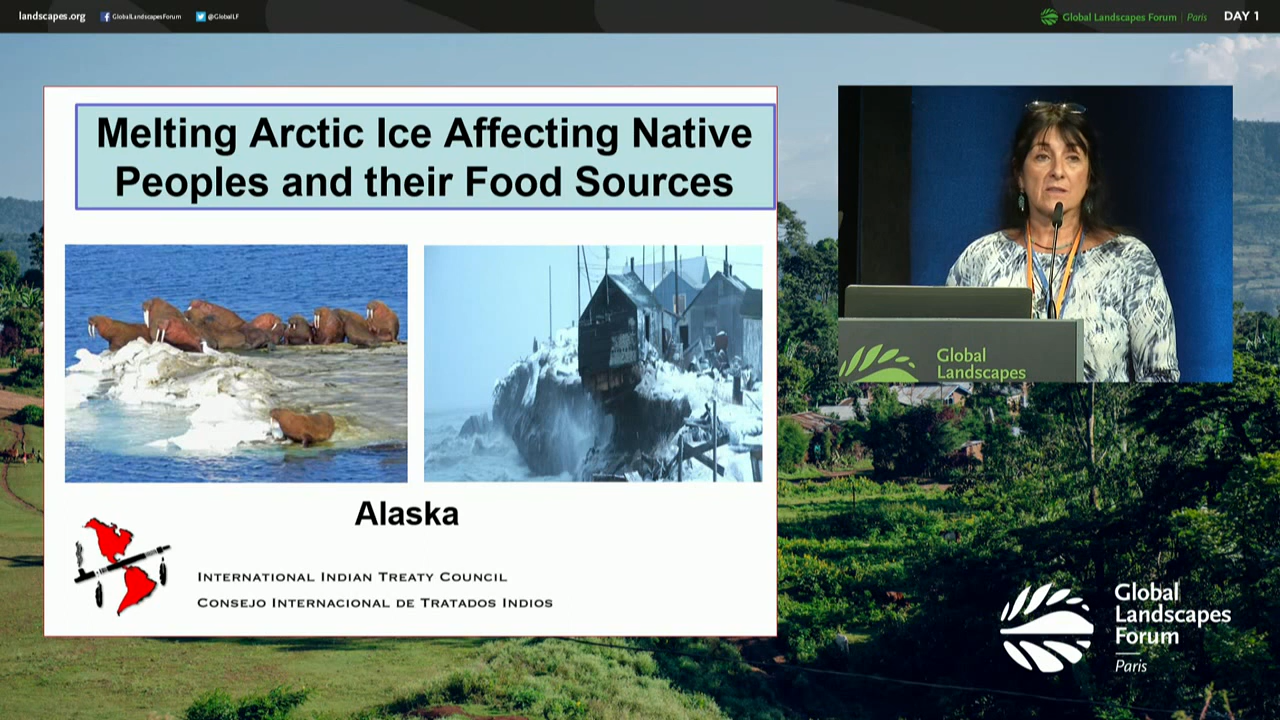 landscapes.org
GlobalLandscapesForum
@GlobalLF
Global Landscapes Forum | Paris
DAY 1
Melting Arctic Ice Affecting Native
Peoples and their Food Sources
Alaska
INTERNATIONAL INDIAN TREATY COUNCIL
CONSEJO INTERNACIONAL DE TRATADOS INDIOS
Global
Landscapes
Global
Landscapes
Forum
Paris